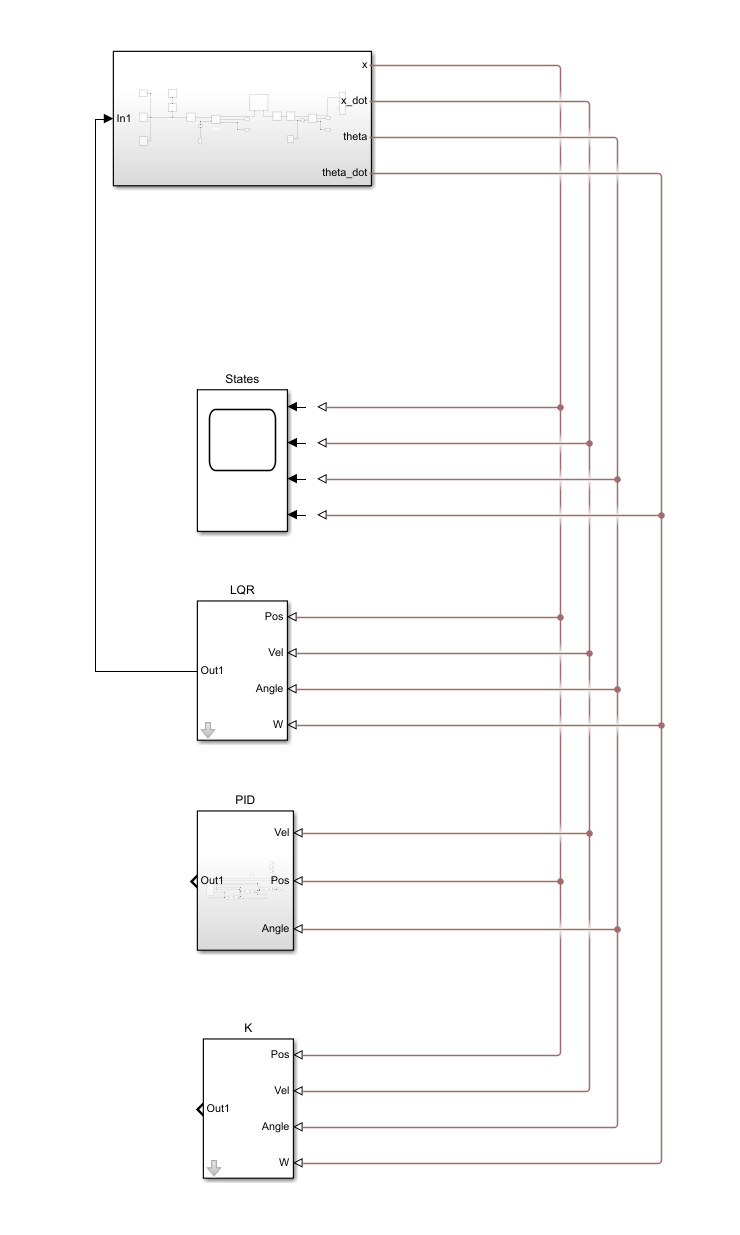 x
x_dot
In1
theta
theta_dot
States
LQR
Pos
Vel
Out1
Angle
W
PID
Vel
Out1
Pos
Angle
K
Pos
Vel
Out1
Angle
W